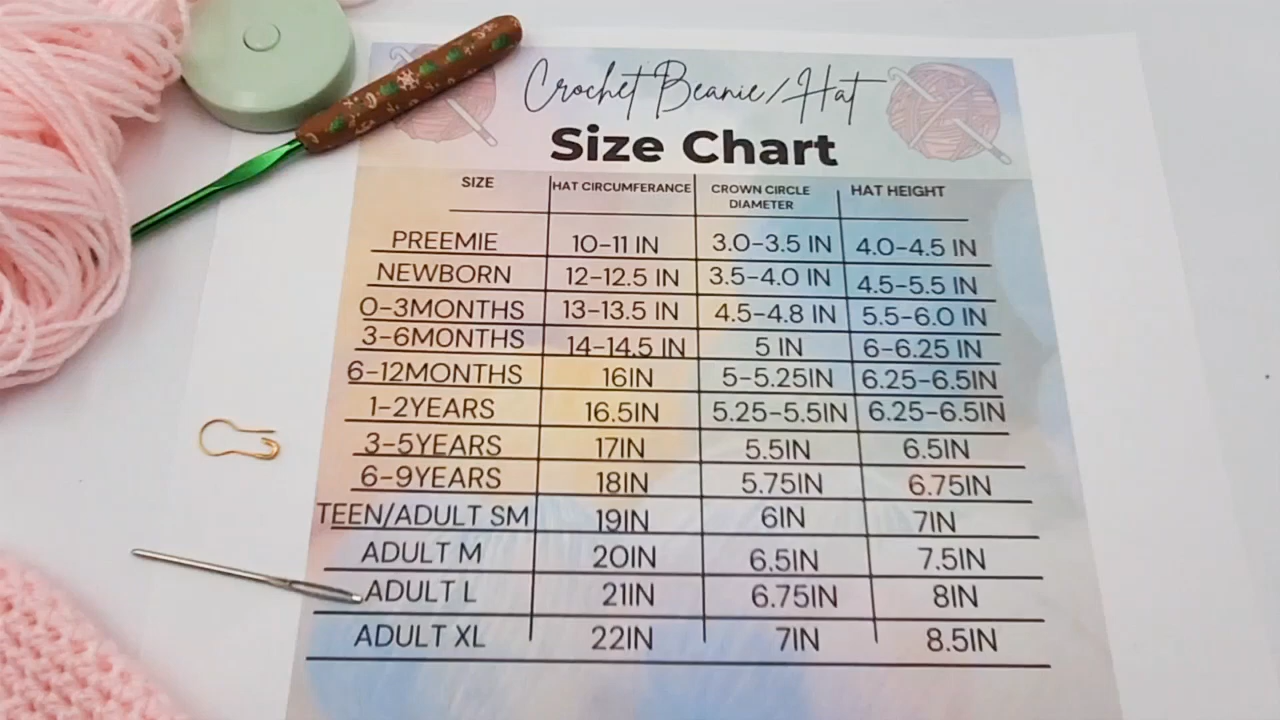 Crochet Beanie/Hat
Size Chart
SIZE HAT CIRCUMFERANCE CROWN CIRCLE DIAMETER HAT HEIGHT
PREEMIE 10-11 IN 3.0-3.5 IN 4.0-4.5 IN
NEWBORN 12-12.5 IN 3.5-4.0 IN 4.5-5.5 IN
0-3MONTHS 13-13.5 IN 4.5-4.8 IN 5.5-6.0 IN
3-6MONTHS 14-14.5 IN 5 IN 6-6.25 IN
6-12MONTHS 16IN 5-5.25IN 6.25-6.5IN
1-2YEARS 16.5IN 5.25-5.5IN 6.25-6.5IN
3-5YEARS 17IN 5.5IN 6.5IN
6-9YEARS 18IN 5.75IN 6.75IN
TEEN/ADULT SM 19IN 6IN 7IN
ADULT M 20IN 6.5IN 7.5IN
ADULT L 21IN 6.75IN 8IN
ADULT XL 22IN 7IN 8.5IN